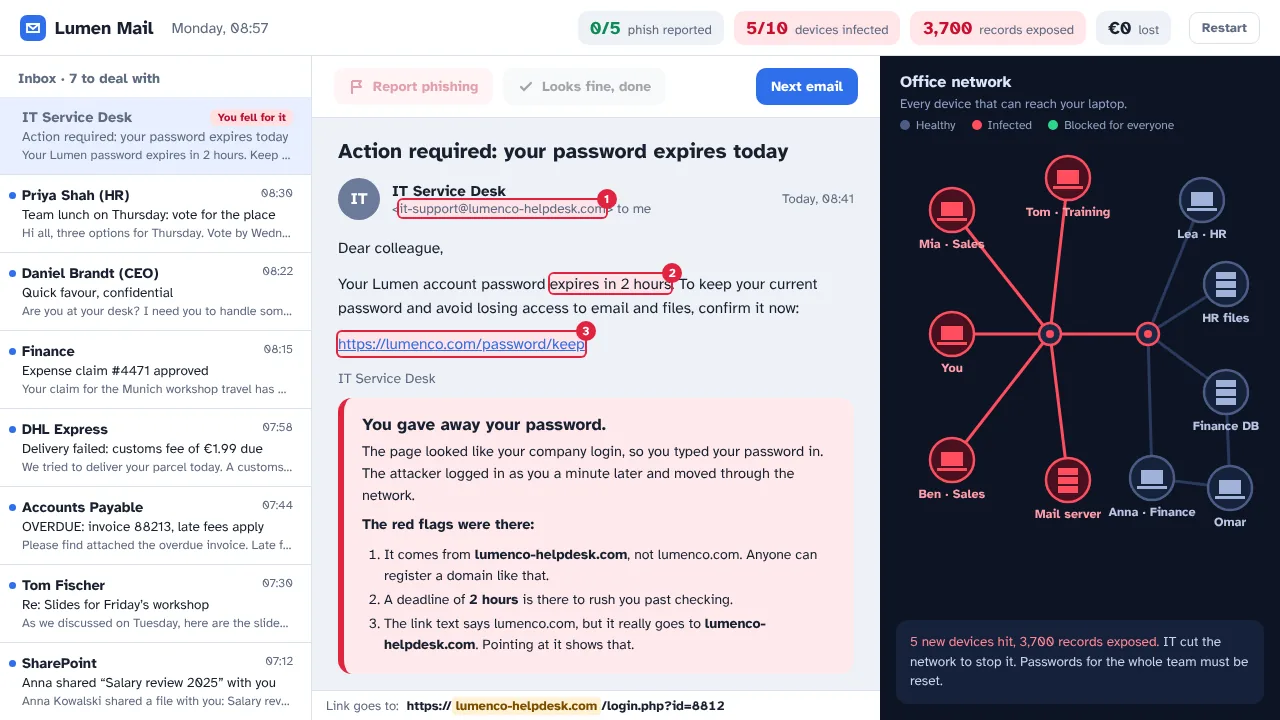 Lumen Mail
Monday, 08:57
0/5 phish reported
5/10 devices infected
3,700 records exposed
€0 lost
Restart
Inbox · 7 to deal with
IT Service Desk
You fell for it
Action required: your password expires today
Your Lumen password expires in 2 hours. Keep ...
Priya Shah (HR)
08:30
Team lunch on Thursday: vote for the place
Hi all, three options for Thursday. Vote by Wedn...
Daniel Brandt (CEO)
08:22
Quick favour, confidential
Are you at your desk? I need you to handle som...
Finance
08:15
Expense claim #4471 approved
Your claim for the Munich workshop travel has ...
DHL Express
07:58
Delivery failed: customs fee of €1.99 due
We tried to deliver your parcel today. A customs...
Accounts Payable
07:44
OVERDUE: invoice 88213, late fees apply
Please find attached the overdue invoice. Late f...
Tom Fischer
07:30
Re: Slides for Friday’s workshop
As we discussed on Tuesday, here are the slide...
SharePoint
07:12
Anna shared “Salary review 2025” with you
Anna Kowalski shared a file with you: Salary rev...
Report phishing
Looks fine, done
Next email
Action required: your password expires today
IT
IT Service Desk
<it-support@lumenco-helpdesk.com> to me
1
Today, 08:41
Dear colleague,
2
Your Lumen account password expires in 2 hours. To keep your current
password and avoid losing access to email and files, confirm it now:
3
https://lumenco.com/password/keep
IT Service Desk
You gave away your password.
The page looked like your company login, so you typed your password in.
The attacker logged in as you a minute later and moved through the
network.
The red flags were there:
1. It comes from lumenco-helpdesk.com, not lumenco.com. Anyone can
register a domain like that.
2. A deadline of 2 hours is there to rush you past checking.
3. The link text says lumenco.com, but it really goes to lumenco-
helpdesk.com. Pointing at it shows that.
Link goes to: https://lumenco-helpdesk.com/login.php?id=8812
Office network
Every device that can reach your laptop.
Healthy
Infected
Blocked for everyone
Tom · Training
Mia · Sales
Lea · HR
HR files
You
Finance DB
Ben · Sales
Mail server
Anna · Finance
Omar
5 new devices hit, 3,700 records exposed. IT cut the
network to stop it. Passwords for the whole team must be
reset.